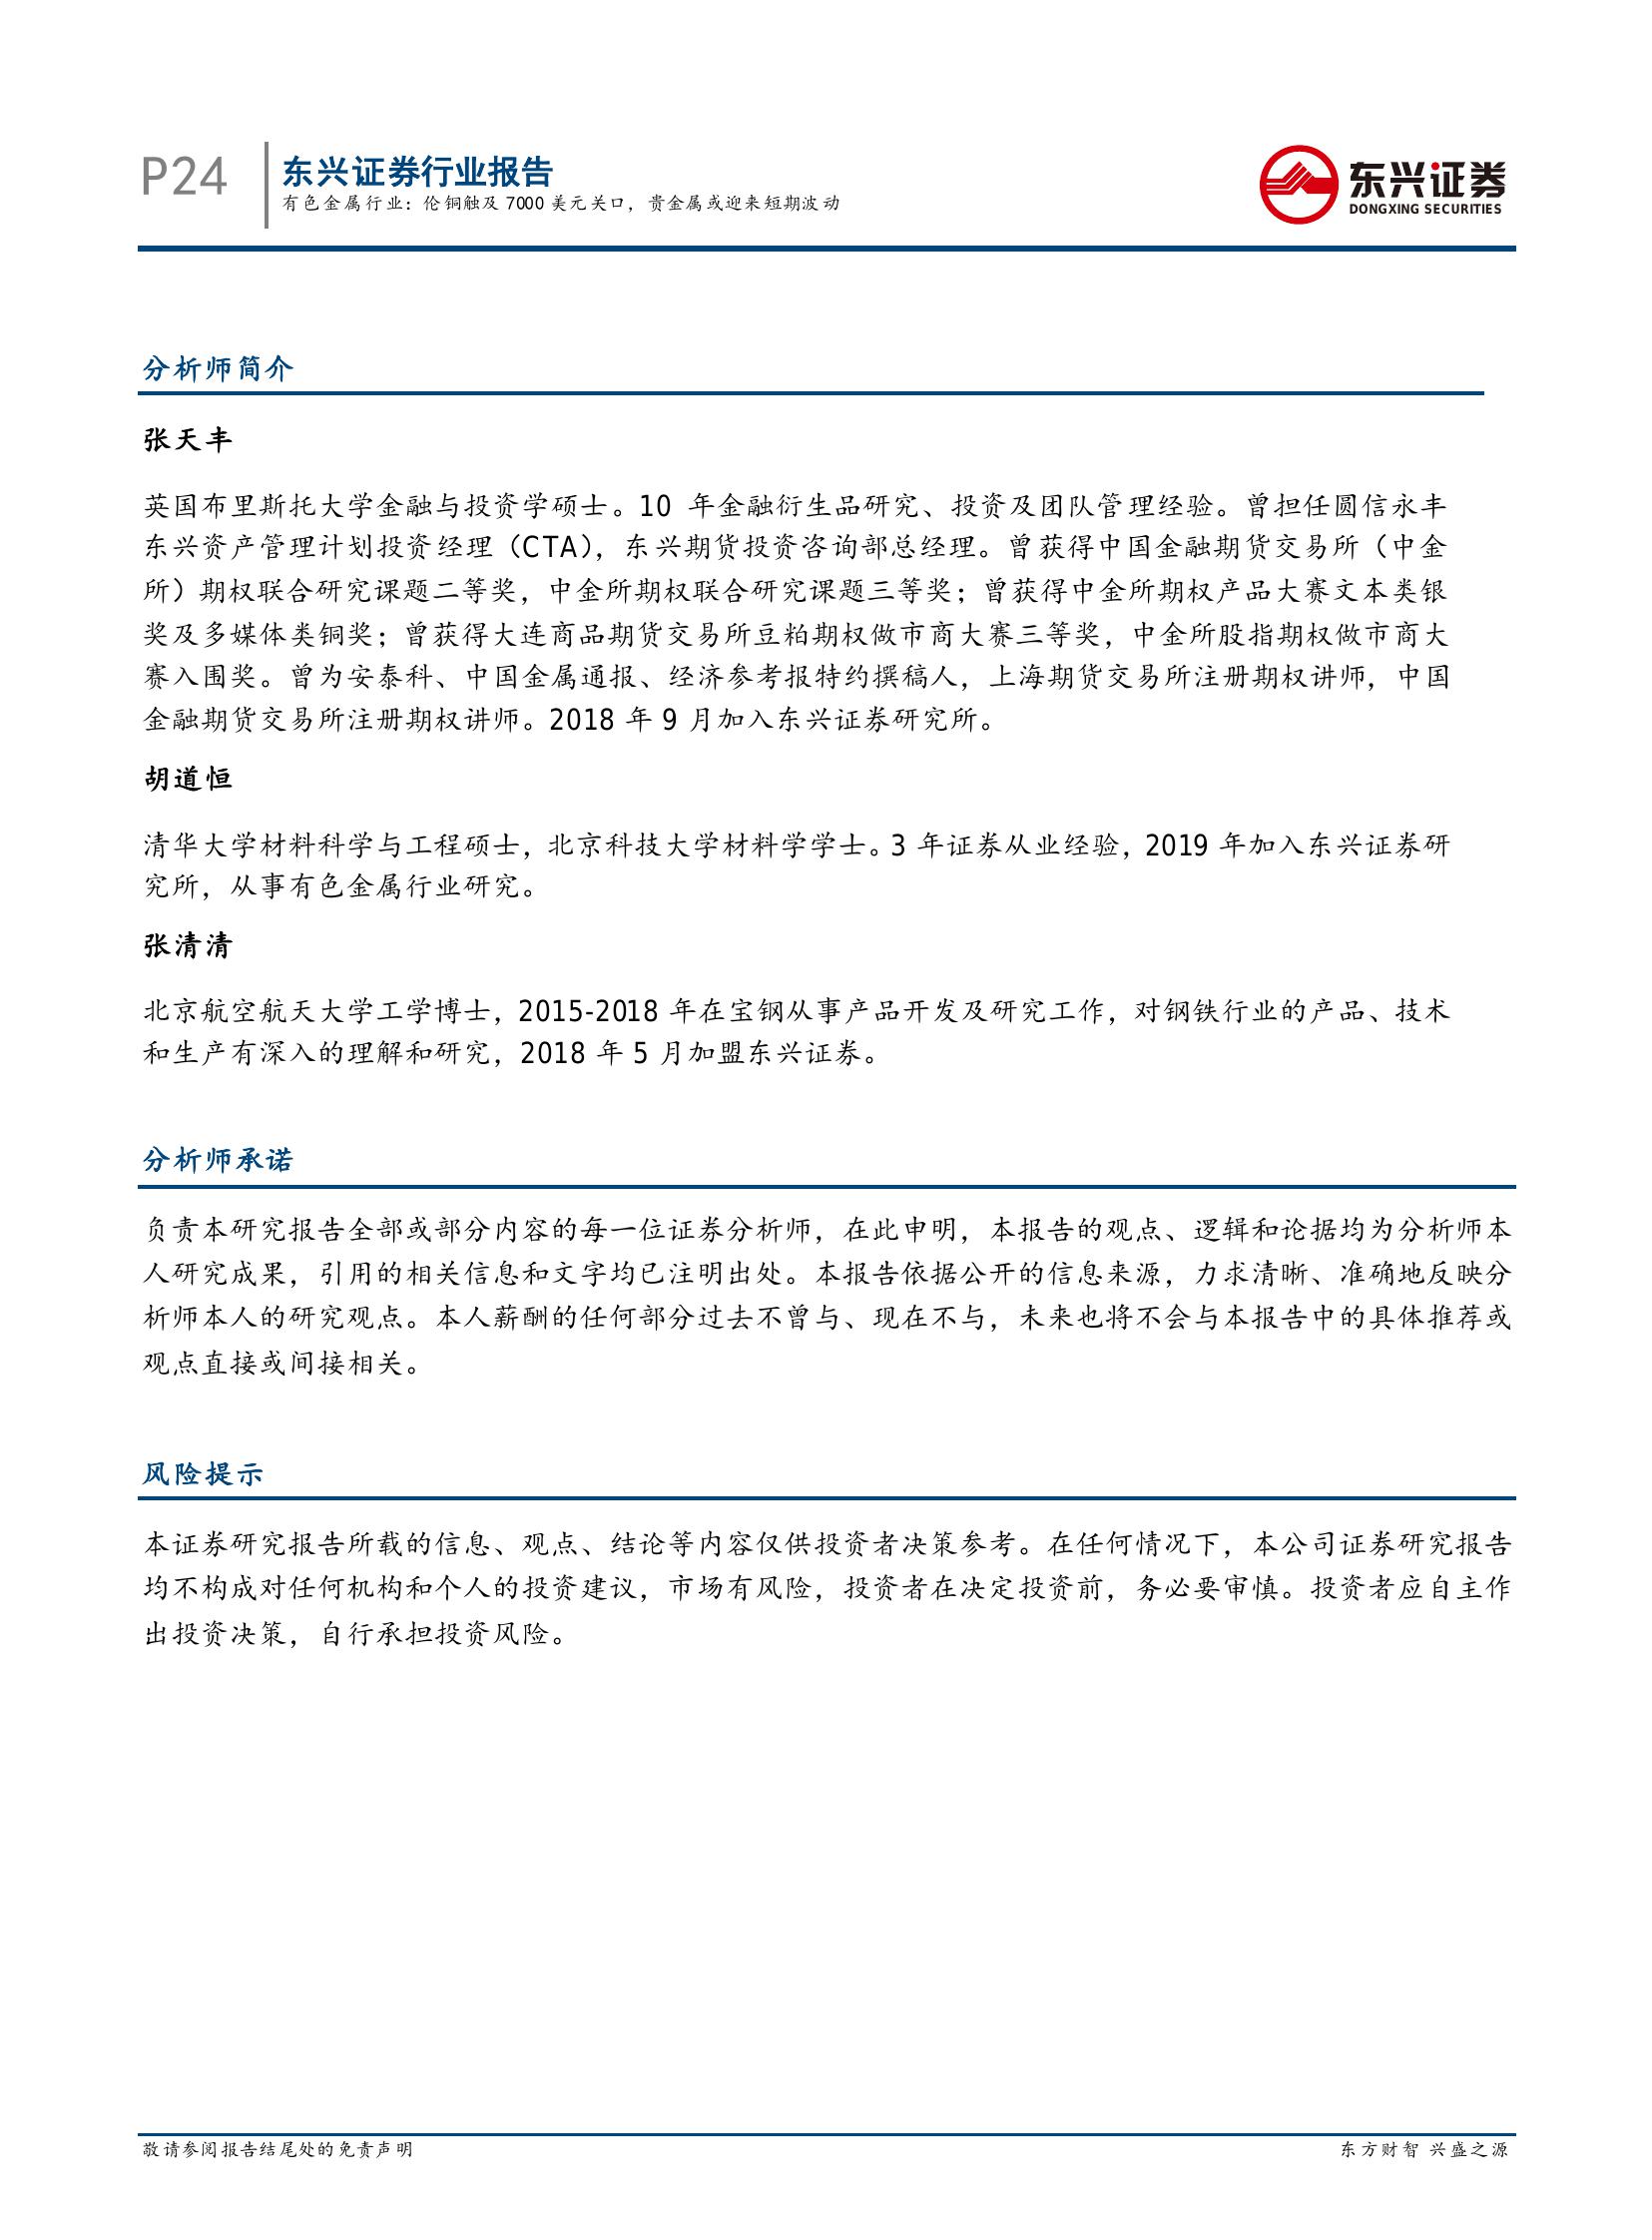 P24
东兴证券行业报告
有色金属行业：伦铜触及 7000 美元关口，贵金属或迎来短期波动
东兴证券
DONGXING SECURITIES
分析师简介
张天丰
英国布里斯托大学金融与投资学硕士。10 年金融衍生品研究、投资及团队管理经验。曾担任圆信永丰
东兴资产管理计划投资经理（CTA），东兴期货投资咨询部总经理。曾获得中国金融期货交易所（中金
所）期权联合研究课题二等奖，中金所期权联合研究课题三等奖；曾获得中金所期权产品大赛文本类银
奖及多媒体类铜奖；曾获得大连商品期货交易所豆粕期权做市商大赛三等奖，中金所股指期权做市商大
赛入围奖。曾为安泰科、中国金属通报、经济参考报特约撰稿人，上海期货交易所注册期权讲师，中国
金融期货交易所注册期权讲师。2018 年 9 月加入东兴证券研究所。
胡道恒
清华大学材料科学与工程硕士，北京科技大学材料学学士。3 年证券从业经验，2019 年加入东兴证券研
究所，从事有色金属行业研究。
张清清
北京航空航天大学工学博士，2015-2018 年在宝钢从事产品开发及研究工作，对钢铁行业的产品、技术
和生产有深入的理解和研究，2018 年 5 月加盟东兴证券。
分析师承诺
负责本研究报告全部或部分内容的每一位证券分析师，在此申明，本报告的观点、逻辑和论据均为分析师本
人研究成果，引用的相关信息和文字均已注明出处。本报告依据公开的信息来源，力求清晰、准确地反映分
析师本人的研究观点。本人薪酬的任何部分过去不曾与、现在不与，未来也将不会与本报告中的具体推荐或
观点直接或间接相关。
风险提示
本证券研究报告所载的信息、观点、结论等内容仅供投资者决策参考。在任何情况下，本公司证券研究报告
均不构成对任何机构和个人的投资建议，市场有风险，投资者在决定投资前，务必要审慎。投资者应自主作
出投资决策，自行承担投资风险。
敬请参阅报告结尾处的免责声明
东方财智 兴盛之源